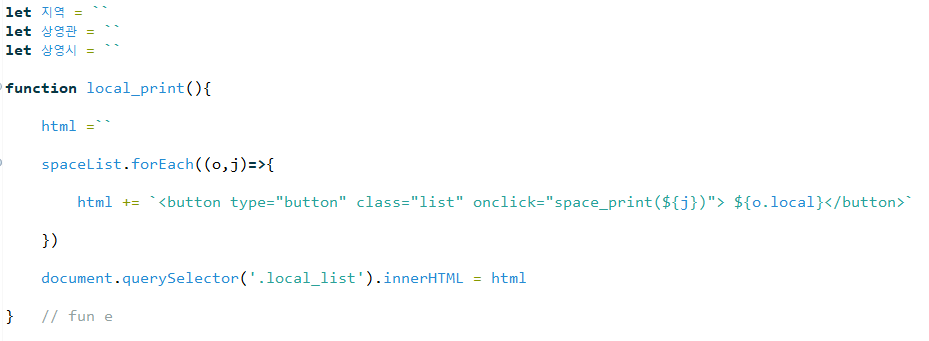 let 지역 = ``
let 상영관 = ``
let 상영시 = ``
function local_print(){
html =``
spaceList.forEach((o,j)=>{
html += `<button type="button" class="list" onclick="space_print(${j})"> ${o.local}</button>`
})
document.querySelector('.local_list').innerHTML = html
} // fun e